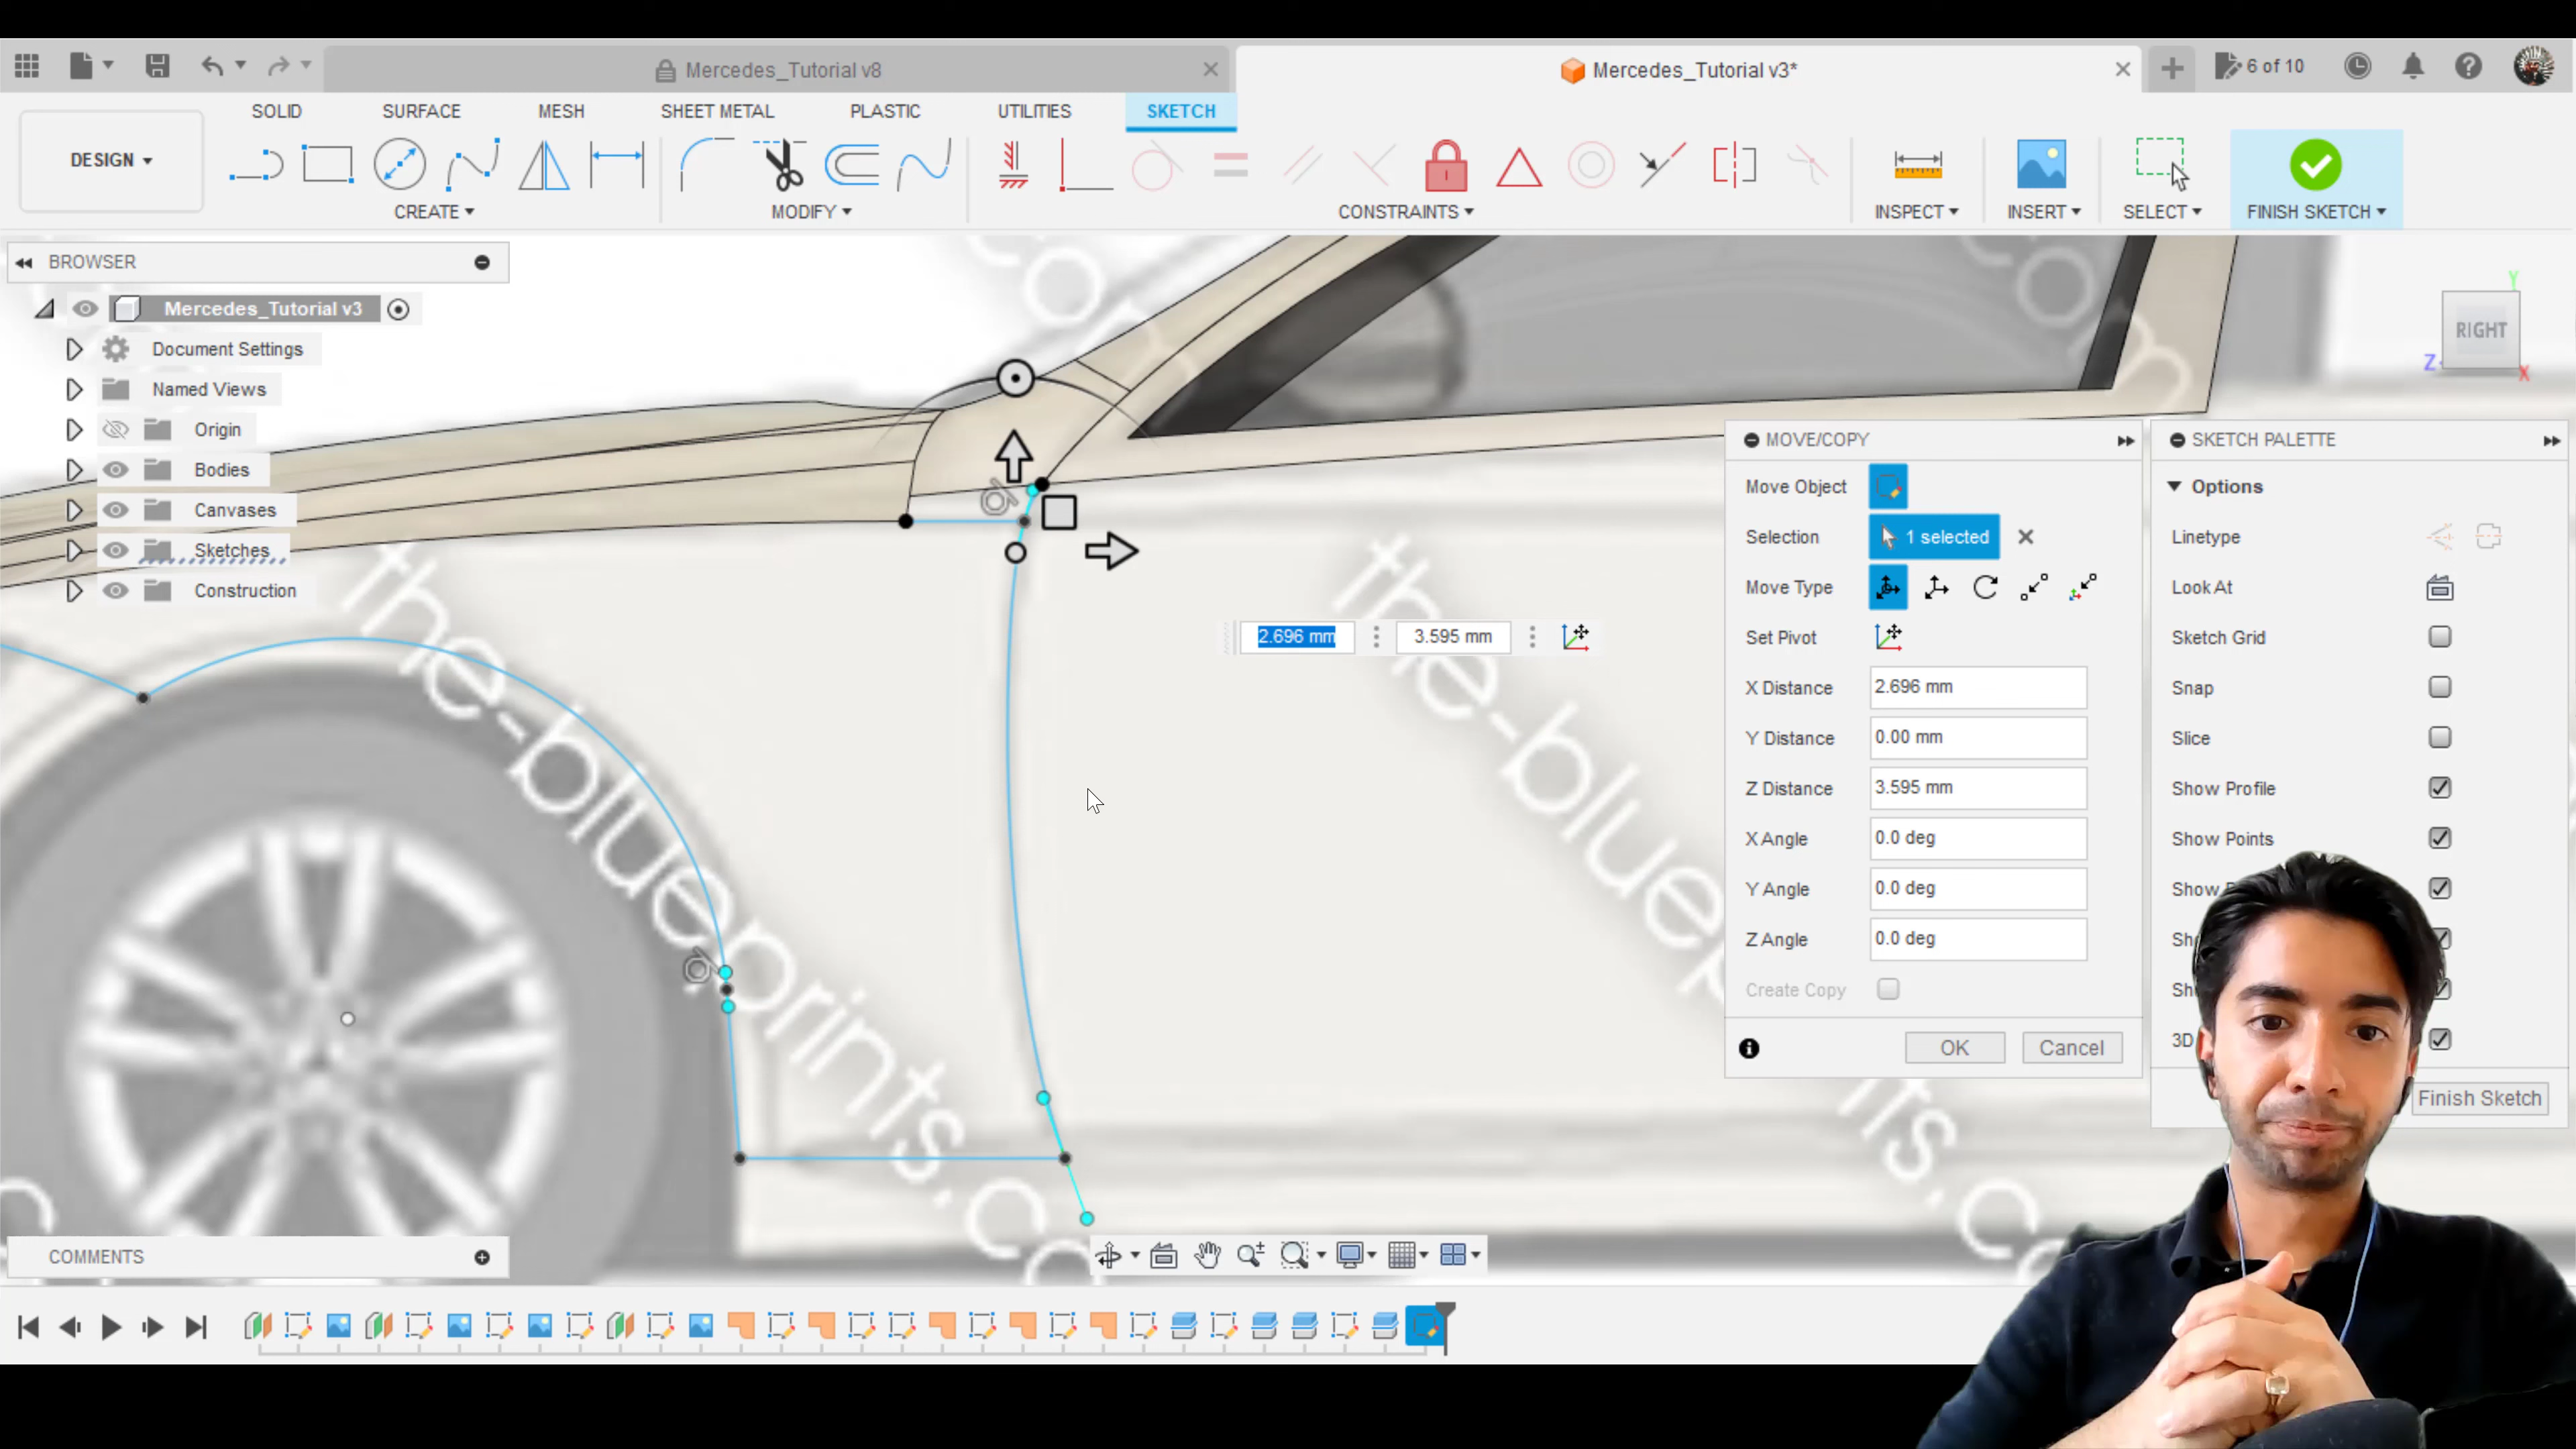 Mercedes_Tutorial v8
Mercedes_Tutorial v3*
6 of 10
SOLID
SURFACE
MESH
SHEET METAL
PLASTIC
UTILITIES
SKETCH
DESIGN
CREATE
MODIFY
CONSTRAINTS
INSPECT
INSERT
SELECT
FINISH SKETCH
BROWSER
Mercedes_Tutorial v3
Document Settings
Named Views
Origin
Bodies
Canvases
Sketches
Construction
Y
RIGHT
Z
X
MOVE/COPY
Move Object
Selection
1 selected
Move Type
Set Pivot
X Distance
2.696 mm
Y Distance
0.00 mm
Z Distance
3.595 mm
X Angle
0.0 deg
Y Angle
0.0 deg
Z Angle
0.0 deg
Create Copy
OK
Cancel
SKETCH PALETTE
Options
Linetype
Look At
Sketch Grid
Snap
Slice
Show Profile
Show Points
Show
3D
Finish Sketch
2.696 mm
3.595 mm
the-blueprints.co
COMMENTS